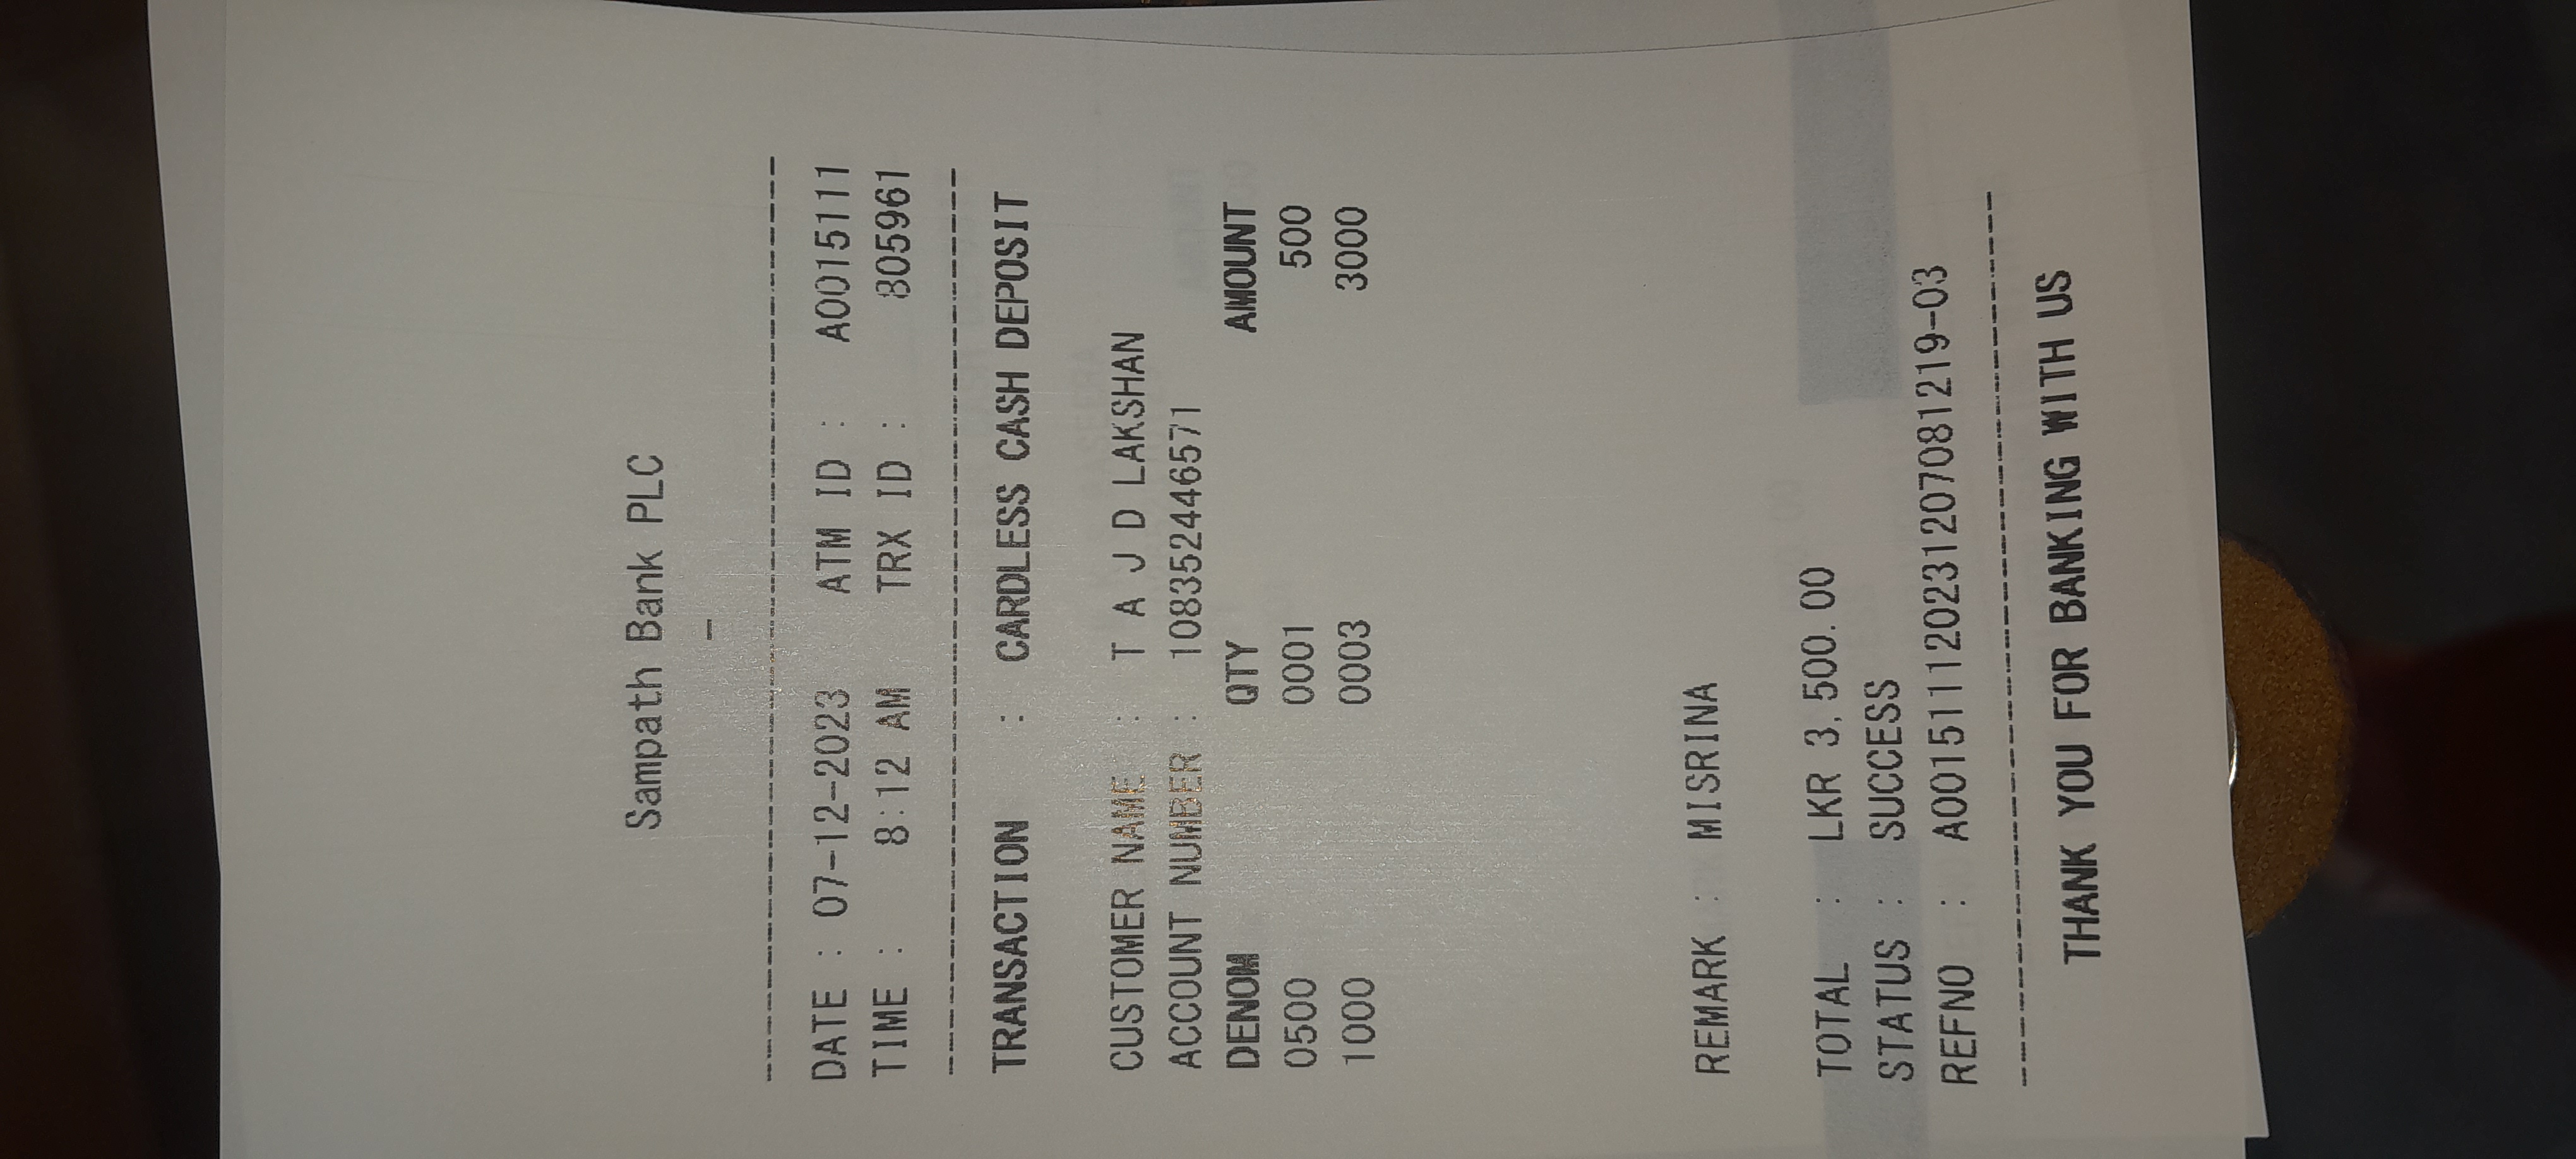 Sampath Bank PLC
-
--------------------------------------------
DATE : 07-12-2023 ATM ID : A0015111
TIME : 8:12 AM TRX ID : 805961
--------------------------------------------
TRANSACTION : CARDLESS CASH DEPOSIT
CUSTOMER NAME : T A J D LAKSHAN
ACCOUNT NUMBER : 108352446571
DENOM QTY AMOUNT
0500 0001 500
1000 0003 3000
REMARK : MISRINA
TOTAL : LKR 3,500.00
STATUS : SUCCESS
REFNO : A001511120231207081219-03
--------------------------------------------
THANK YOU FOR BANKING WITH US